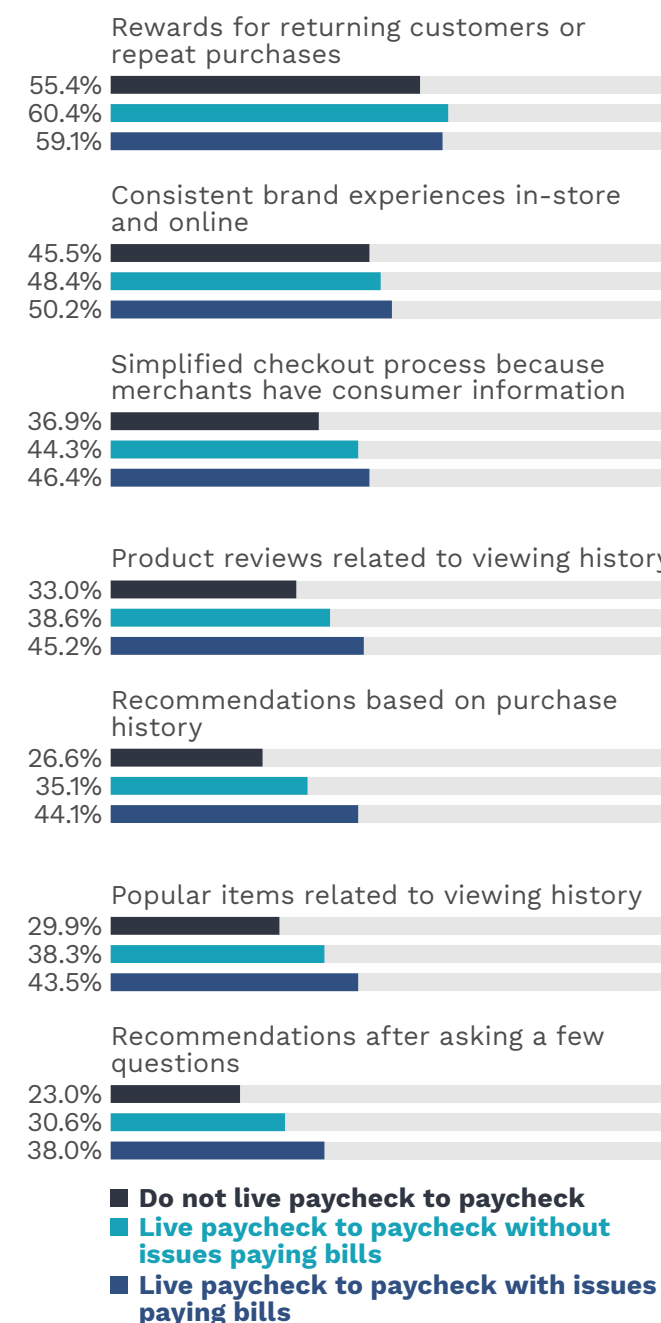 Rewards for returning customers or
repeat purchases
55.4%
60.4%
59.1%
Consistent brand experiences in-store
and online
45.5%
48.4%
50.2%
Simplified checkout process because
merchants have consumer information
36.9%
44.3%
46.4%
Product reviews related to viewing history
33.0%
38.6%
45.2%
Recommendations based on purchase
history
26.6%
35.1%
44.1%
Popular items related to viewing history
29.9%
38.3%
43.5%
Recommendations after asking a few
questions
23.0%
30.6%
38.0%
Do not live paycheck to paycheck
Live paycheck to paycheck without
issues paying bills
Live paycheck to paycheck with issues
paying bills